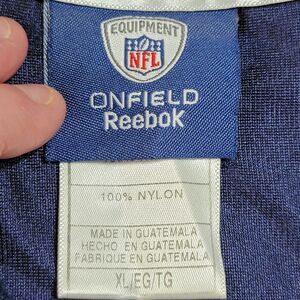 EQUIPMENT
NFL
ONFIELD
Reebok
100% NYLON
MADE IN GUATEMALA
HECHO EN GUATEMALA
FABRIQUE EN GUATEMALA
XL/EG/TG